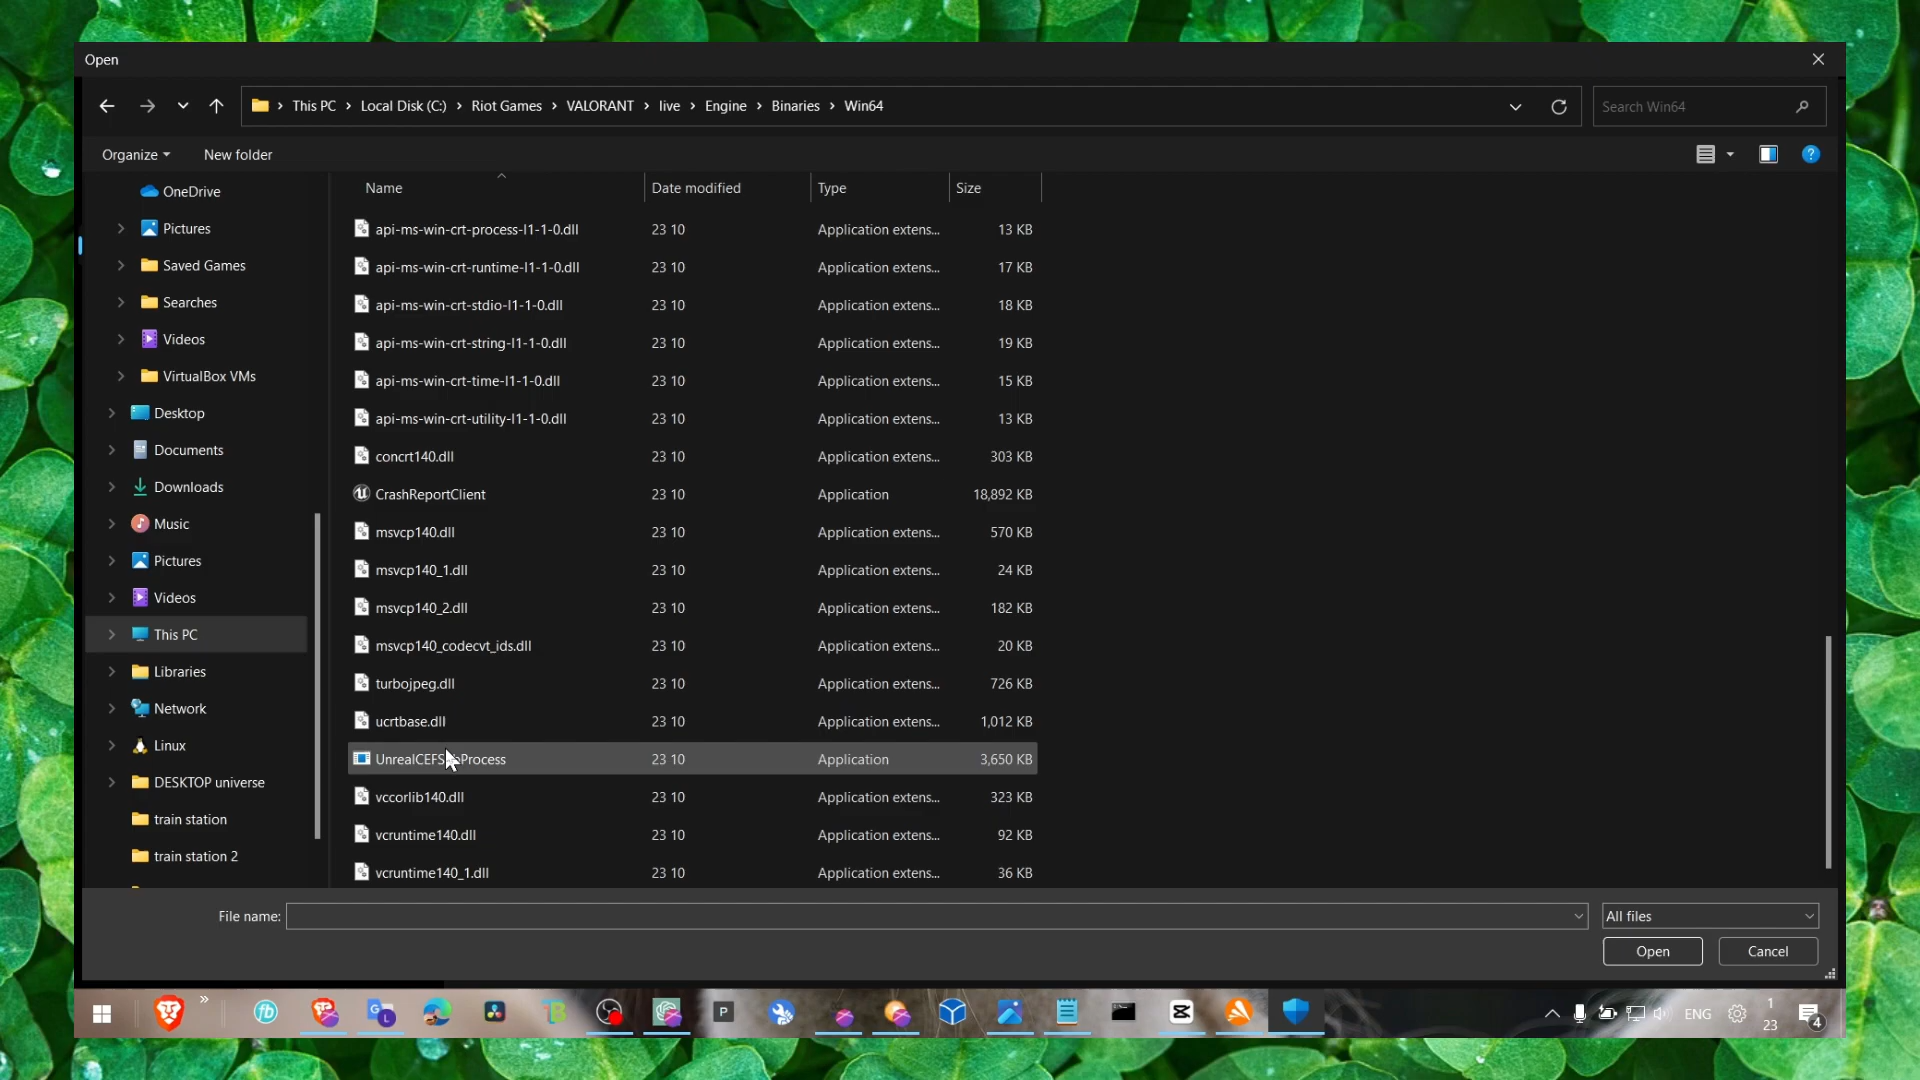 Open
This PC > Local Disk (C:) > Riot Games > VALORANT > live > Engine > Binaries > Win64
Search Win64
Organize
New folder
Name
Date modified
Type
Size
OneDrive
Pictures
Saved Games
Searches
Videos
VirtualBox VMs
Desktop
Documents
Downloads
Music
Pictures
Videos
This PC
Libraries
Network
Linux
DESKTOP universe
train station
train station 2
api-ms-win-crt-process-l1-1-0.dll 23 10 Application extens... 13 KB
api-ms-win-crt-runtime-l1-1-0.dll 23 10 Application extens... 17 KB
api-ms-win-crt-stdio-l1-1-0.dll 23 10 Application extens... 18 KB
api-ms-win-crt-string-l1-1-0.dll 23 10 Application extens... 19 KB
api-ms-win-crt-time-l1-1-0.dll 23 10 Application extens... 15 KB
api-ms-win-crt-utility-l1-1-0.dll 23 10 Application extens... 13 KB
concrt140.dll 23 10 Application extens... 303 KB
CrashReportClient 23 10 Application 18,892 KB
msvcp140.dll 23 10 Application extens... 570 KB
msvcp140_1.dll 23 10 Application extens... 24 KB
msvcp140_2.dll 23 10 Application extens... 182 KB
msvcp140_codecvt_ids.dll 23 10 Application extens... 20 KB
turbojpeg.dll 23 10 Application extens... 726 KB
ucrtbase.dll 23 10 Application extens... 1,012 KB
23 10 Application 3,650 KB
vccorlib140.dll 23 10 Application extens... 323 KB
vcruntime140.dll 23 10 Application extens... 92 KB
vcruntime140_1.dll 23 10 Application extens... 36 KB
File name:
All files
Open
Cancel
ENG
1
23
4